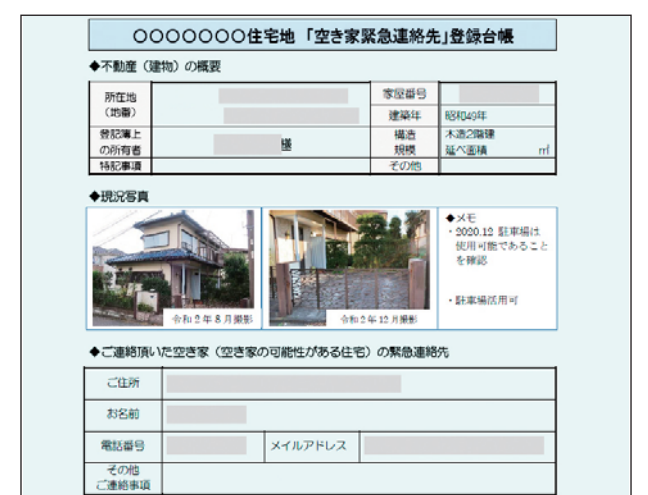 〇〇〇〇〇〇〇住宅地「空き家緊急連絡先」登録台帳
◆不動産（建物）の概要
所在地
（地番）
家屋番号
建築年
昭和49年
登記簿上
の所有者
様
構造
規模
木造2階建
延べ面積 ㎡
特記事項
その他
◆現況写真
令和2年8月撮影
令和2年12月撮影
◆メモ
・2020.12 駐車場は
使用可能であること
を確認
・駐車場活用可
◆ご連絡頂いた空き家（空き家の可能性がある住宅）の緊急連絡先
ご住所
お名前
電話番号
メイルアドレス
その他
ご連絡事項